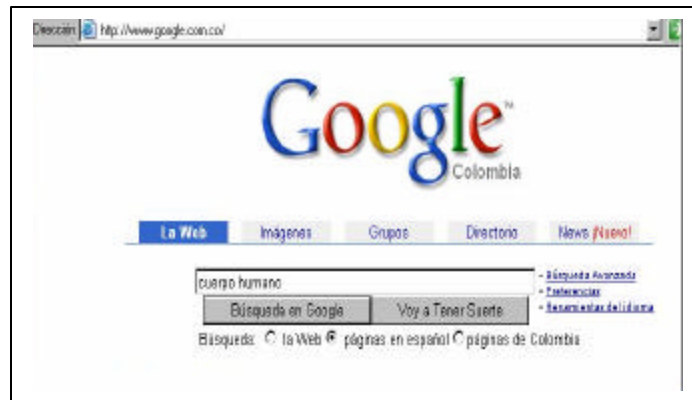 Dirección http://www.google.com.co/
Google™
Colombia
La Web Imágenes Grupos Directorio News ¡Nuevo!
cuerpo humano
- Búsqueda Avanzada
Búsqueda en Google Voy a Tener Suerte
- Preferencias
- Herramientas del idioma
Búsqueda: la Web páginas en español páginas de Colombia